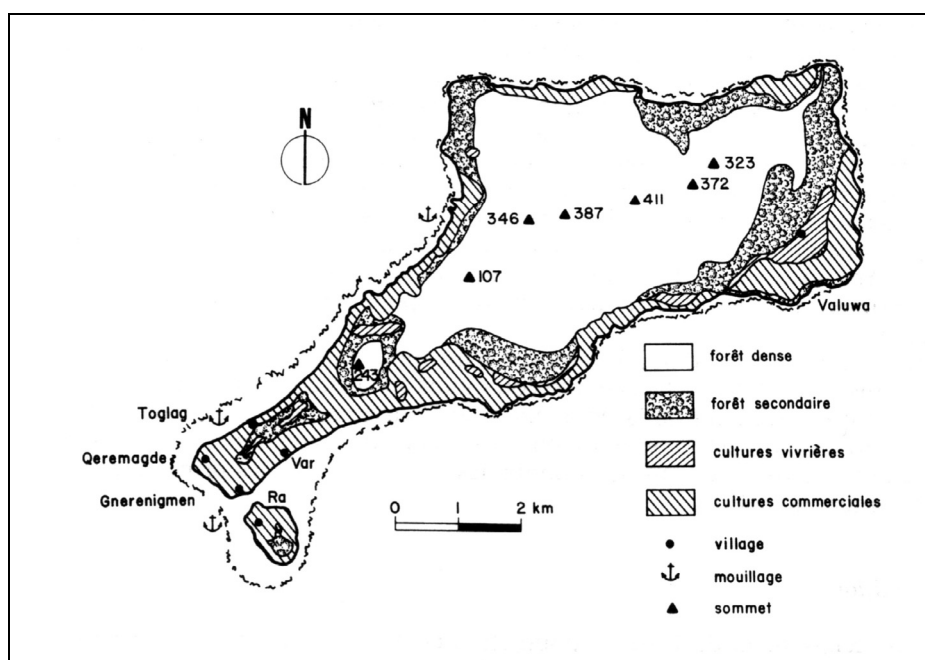 N
323
372
411
387
346
107
243
Valuwa
Toglag
Qeremagde
Var
Gnerenigmen
Ra
0 1 2 km
forêt dense
forêt secondaire
cultures vivrières
cultures commerciales
village
mouillage
sommet